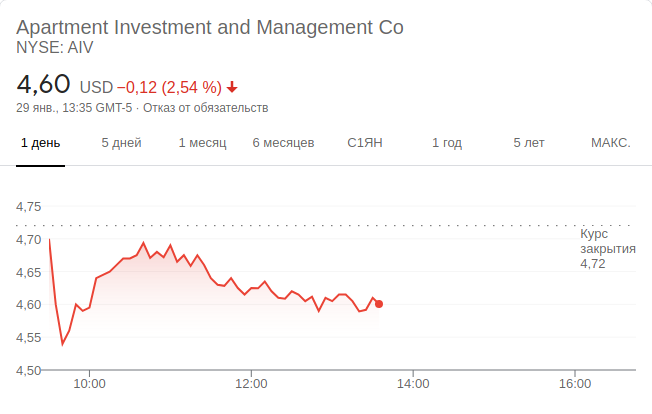 Apartment Investment and Management Co
NYSE: AIV
4,60 USD −0,12 (2,54 %)
29 янв., 13:35 GMT-5 · Отказ от обязательств
1 день 5 дней 1 месяц 6 месяцев С1ЯН 1 год 5 лет МАКС.
4,75
Курс
закрытия
4,72
4,70
4,65
4,60
4,55
4,50
10:00 12:00 14:00 16:00